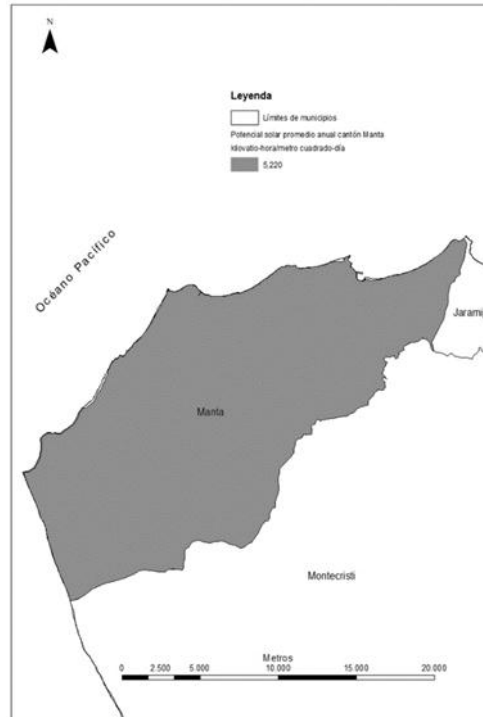 N
Leyenda
Límites de municipios
Potencial solar promedio anual cantón Manta
kilovatio-hora/metro cuadrado-día
5,220
Océano Pacífico
Jarami
Manta
Montecristi
Metros
0 2.500 5.000 10.000 15.000 20.000